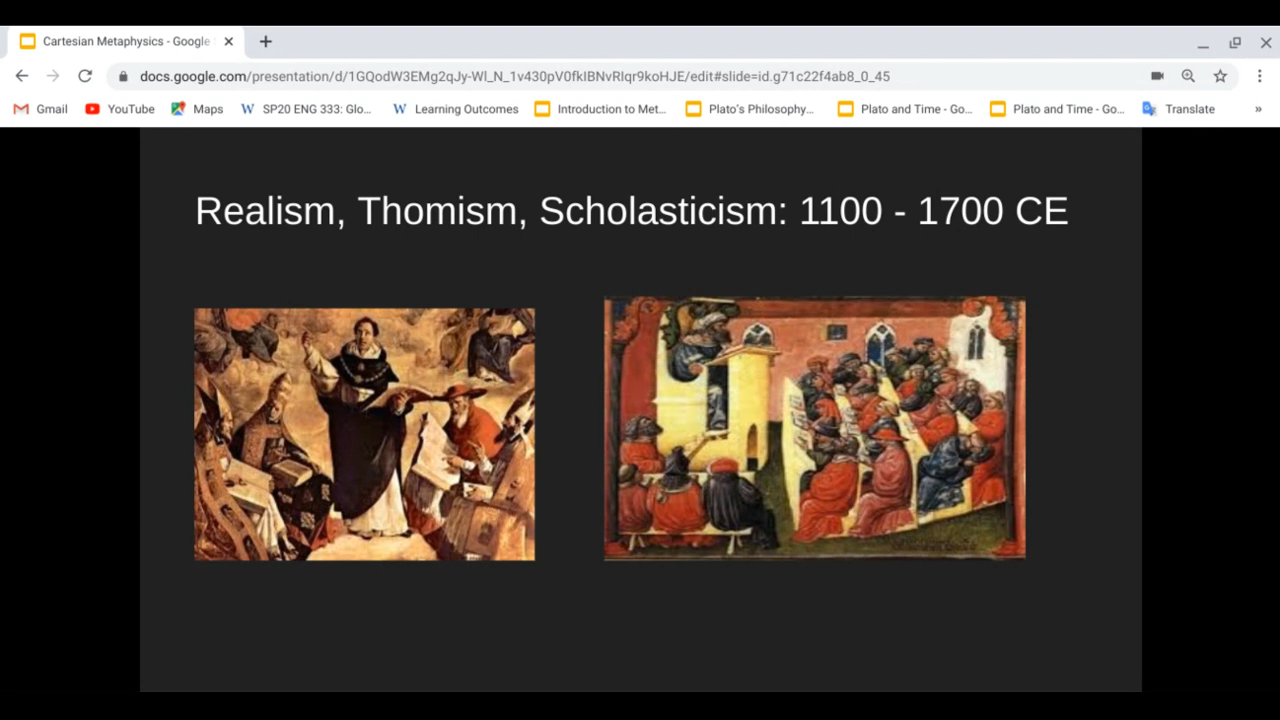 Cartesian Metaphysics - Google
docs.google.com/presentation/d/1GQodW3EMg2qJy-Wl_N_1v430pV0fkIBNvRIqr9koHJE/edit#slide=id.g71c22f4ab8_0_45
Gmail YouTube Maps SP20 ENG 333: Glo... Learning Outcomes Introduction to Met... Plato's Philosophy... Plato and Time - Go... Plato and Time - Go... Translate »
Realism, Thomism, Scholasticism: 1100 - 1700 CE